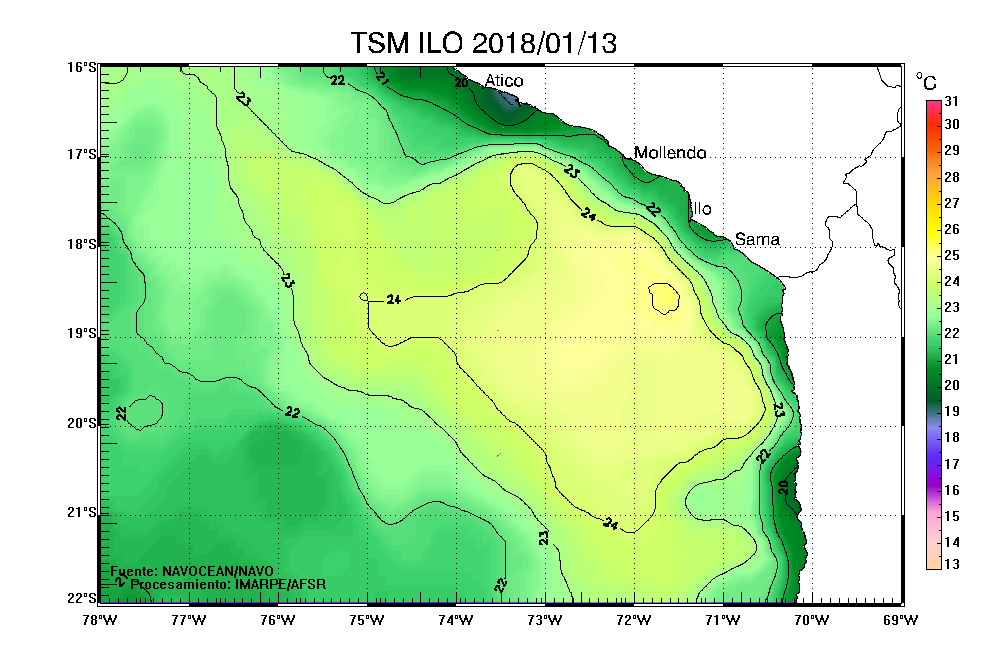 TSM ILO 2018/01/13
°C
16°S
17°S
18°S
19°S
20°S
21°S
22°S
78°W
77°W
76°W
75°W
74°W
73°W
72°W
71°W
70°W
69°W
31
30
29
28
27
26
25
24
23
22
21
20
19
18
17
16
15
14
13
Atico
Mollendo
Ilo
Sama
22
21
20
23
23
24
22
23
24
22
22
23
22
20
24
23
22
21
Fuente: NAVOCEAN/NAVO
Procesamiento: IMARPE/AFSR